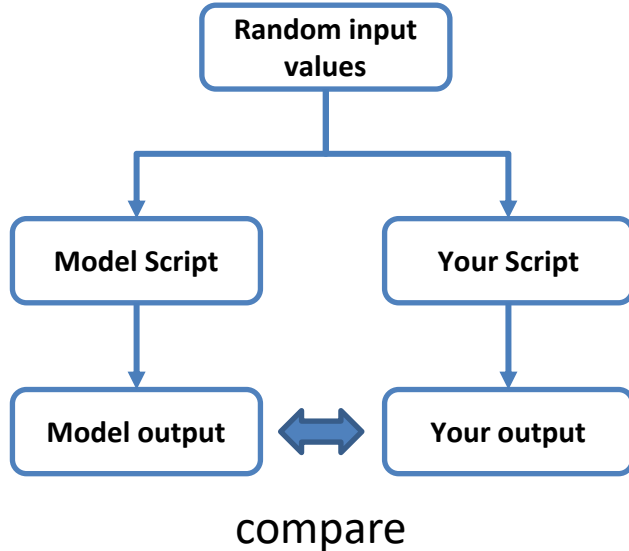 Random input
values
Model Script
Your Script
Model output
Your output
compare